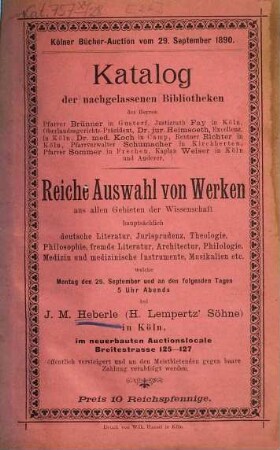 Kölner Bücher-Auction vom 29. September 1890.
Katalog
der nachgelassenen Bibliotheken
der Herren
Pfarrer Brünner in Gustorf, Justizrath Fay in Köln,
Oberlandesgerichts-Präsident, Dr. jur. Heimsoeth, Excellenz,
in Köln, Dr. med. Koch in Camp, Rentner Richter in
Köln, Pfarrverwalter Schumacher in Kirchherten,
Pfarrer Sommer in Frechen, Kaplan Welser in Köln
und Anderer.
Reiche Auswahl von Werken
aus allen Gebieten der Wissenschaft
hauptsächlich
deutsche Literatur, Jurisprudenz, Theologie,
Philosophie, fremde Literatur, Architectur, Philologie,
Medizin und medizinische Instrumente, Musikalien etc.
welche
Montag den 29. September und an den folgenden Tagen
5 Uhr Abends
bei
J. M. Heberle (H. Lempertz' Söhne)
in Köln,
im neuerbauten Auctionslocale
Breitestrasse 125—127
öffentlich versteigert und an den Meistbietenden gegen baare
Zahlung verabfolgt werden.
Preis 10 Reichspfennige.
Druck von Wilh. Hassel in Köln.